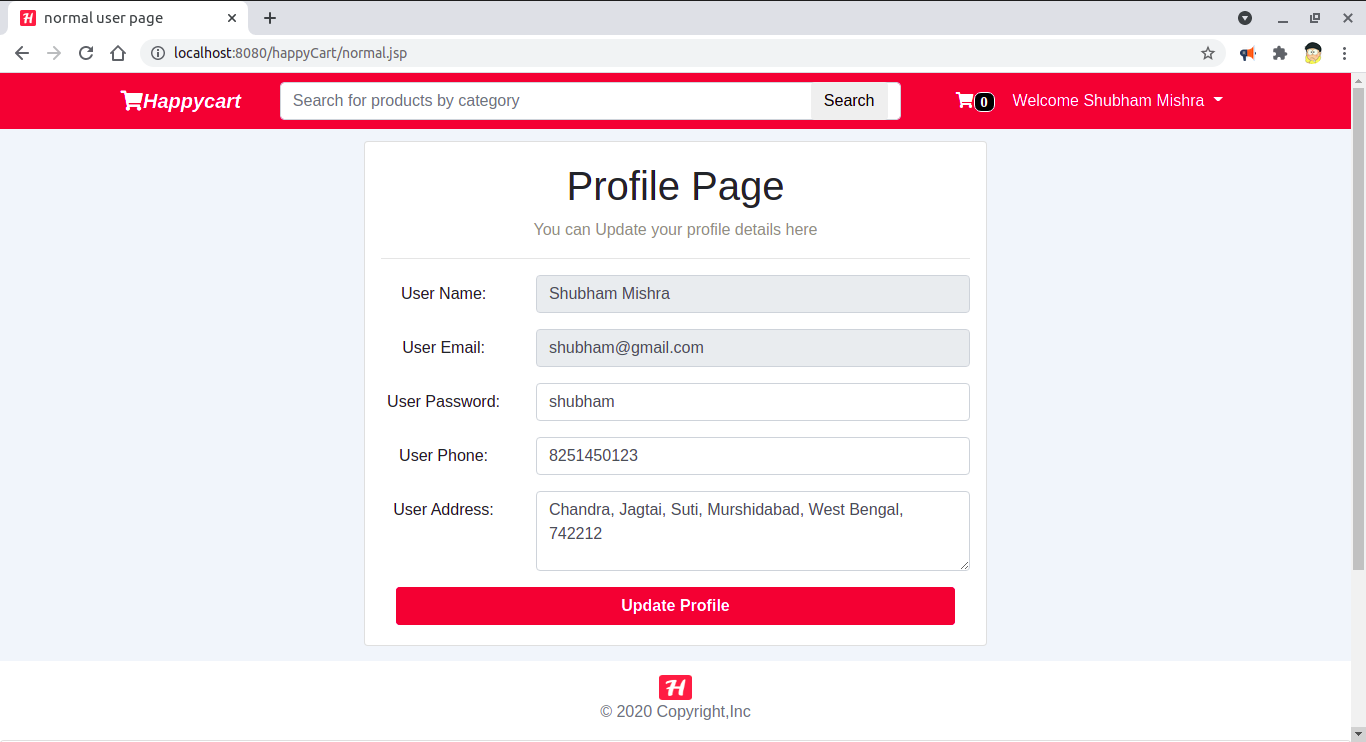 normal user page
localhost:8080/happyCart/normal.jsp
Happycart Search for products by category Search 0 Welcome Shubham Mishra
Profile Page
You can Update your profile details here
User Name: Shubham Mishra
User Email: shubham@gmail.com
User Password: shubham
User Phone: 8251450123
User Address: Chandra, Jagtai, Suti, Murshidabad, West Bengal,
742212
Update Profile
H
© 2020 Copyright,Inc